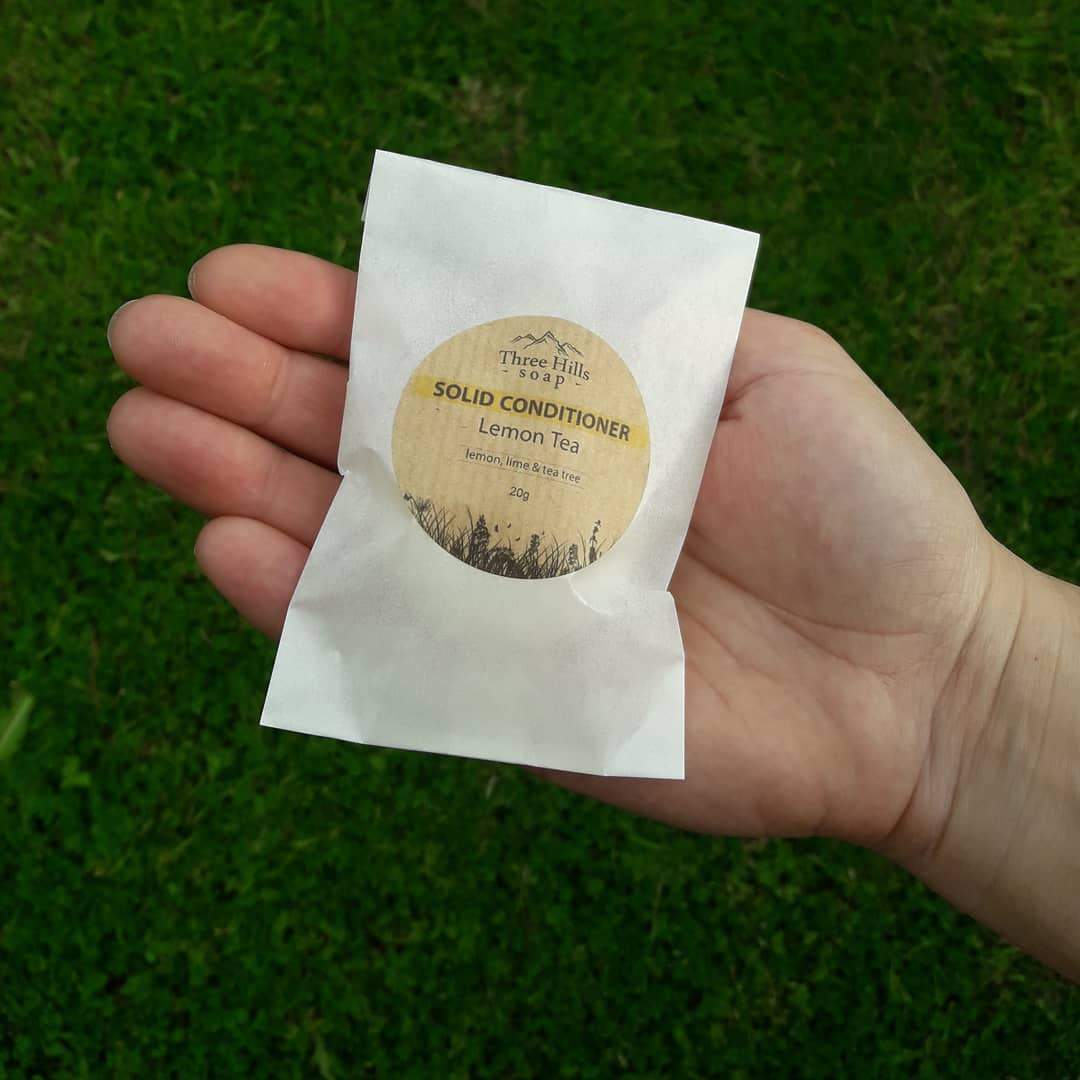 Three Hills
- soap -
SOLID CONDITIONER
Lemon Tea
lemon, lime & tea tree
20g